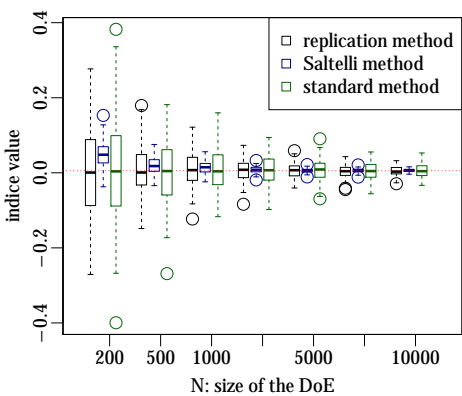 0.4
0.2
0.0
−0.2
−0.4
indice value
replication method
Saltelli method
standard method
200 500 1000 5000 10000
N: size of the DoE